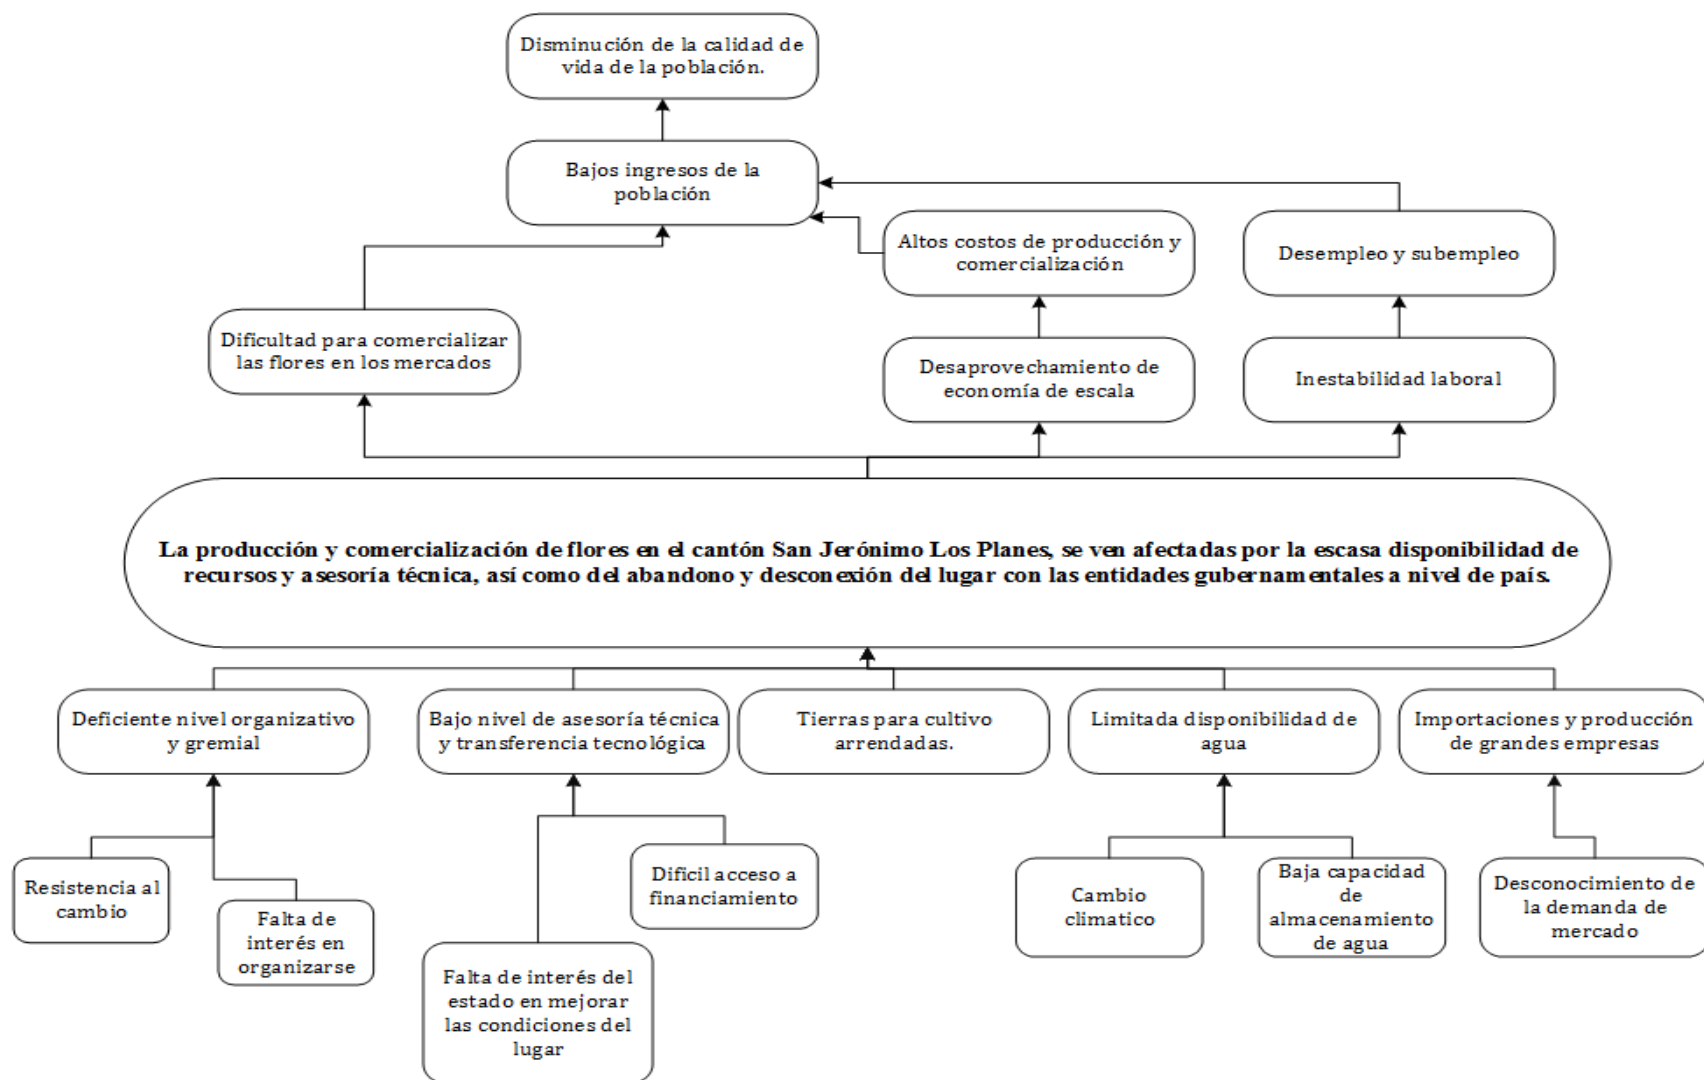 Disminución de la calidad de
vida de la población.
Bajos ingresos de la
población
Altos costos de producción y
comercialización
Desempleo y subempleo
Dificultad para comercializar
las flores en los mercados
Desaprovechamiento de
economía de escala
Inestabilidad laboral
La producción y comercialización de flores en el cantón San Jerónimo Los Planes, se ven afectadas por la escasa disponibilidad de
recursos y asesoría técnica, así como del abandono y desconexión del lugar con las entidades gubernamentales a nivel de país.
Deficiente nivel organizativo
y gremial
Bajo nivel de asesoría técnica
y transferencia tecnológica
Tierras para cultivo
arrendadas.
Limitada disponibilidad de
agua
Importaciones y producción
de grandes empresas
Resistencia al
cambio
Falta de
interés en
organizarse
Falta de interés del
estado en mejorar
las condiciones del
lugar
Dificil acceso a
financiamiento
Cambio
climatico
Baja capacidad
de
almacenamiento
de agua
Desconocimiento de
la demanda de
mercado